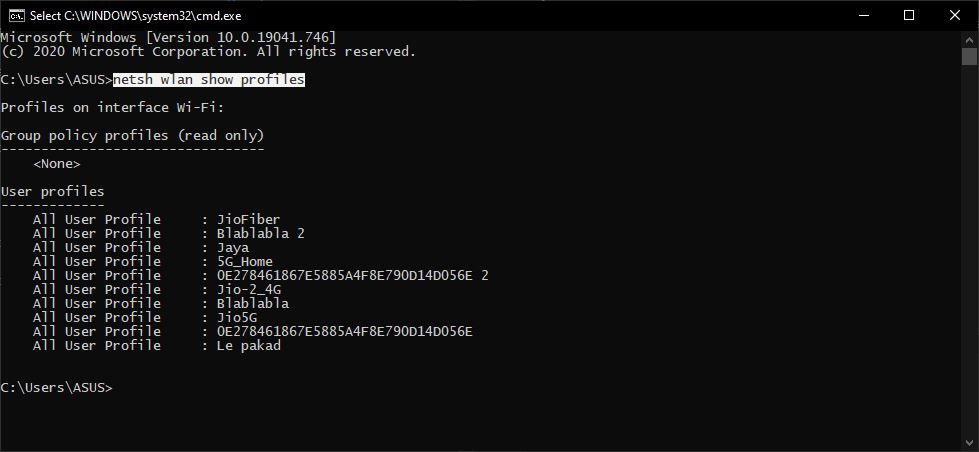 Select C:\WINDOWS\system32\cmd.exe
Microsoft Windows [Version 10.0.19041.746]
(c) 2020 Microsoft Corporation. All rights reserved.
C:\Users\ASUS>netsh wlan show profiles
Profiles on interface Wi-Fi:
Group policy profiles (read only)
---------------------------------
    <None>
User profiles
-------------
    All User Profile     : JioFiber
    All User Profile     : Blablabla 2
    All User Profile     : Jaya
    All User Profile     : 5G_Home
    All User Profile     : 0E278461867E5885A4F8E790D14D056E 2
    All User Profile     : Jio-2_4G
    All User Profile     : Blablabla
    All User Profile     : Jio5G
    All User Profile     : 0E278461867E5885A4F8E790D14D056E
    All User Profile     : Le pakad
C:\Users\ASUS>